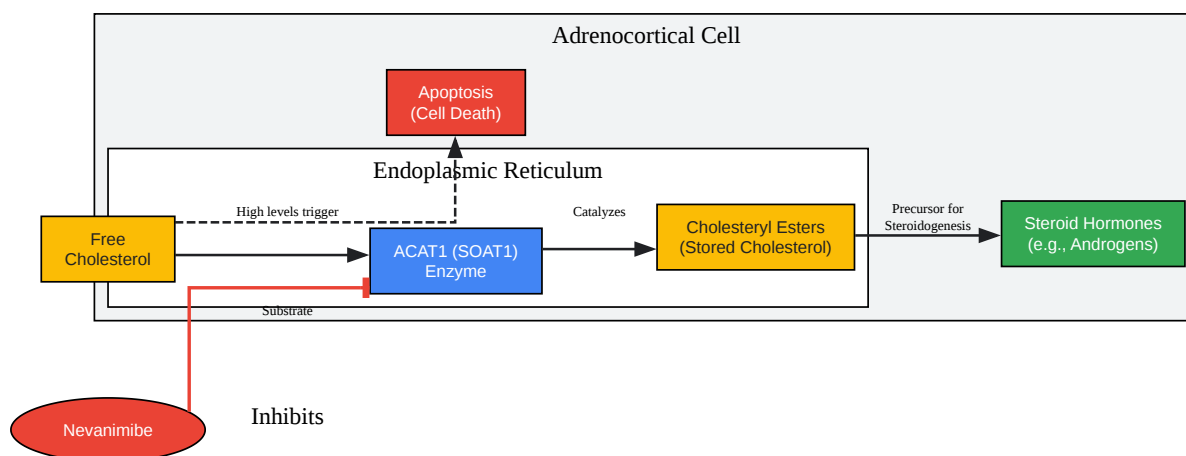 Adrenocortical Cell
Apoptosis
(Cell Death)
Endoplasmic Reticulum
High levels trigger
Catalyzes
Precursor for
Steroidogenesis
Free
Cholesterol
ACAT1 (SOAT1)
Enzyme
Cholesteryl Esters
(Stored Cholesterol)
Steroid Hormones
(e.g., Androgens)
Substrate
Nevanimibe
Inhibits